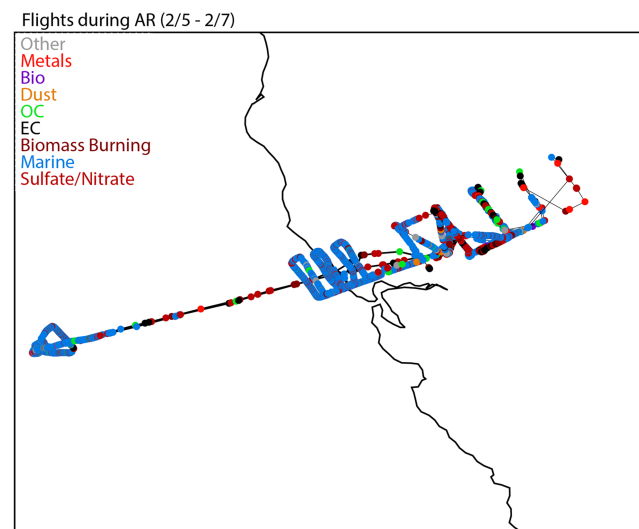 Flights during AR (2/5 - 2/7)
Other
Metals
Bio
Dust
OC
EC
Biomass Burning
Marine
Sulfate/Nitrate